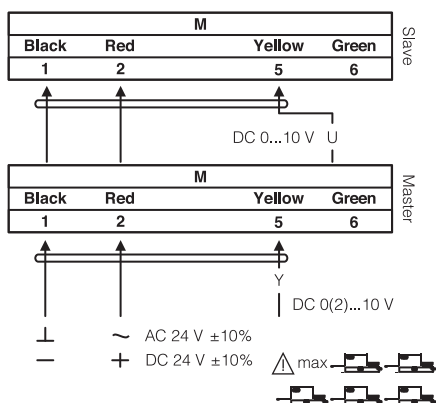 M
Black Red Yellow Green
1 2 5 6
Slave
DC 0...10 V U
M
Black Red Yellow Green
1 2 5 6
Master
Y
DC 0(2)...10 V
⊥ ~ AC 24 V ±10%
− + DC 24 V ±10%
max